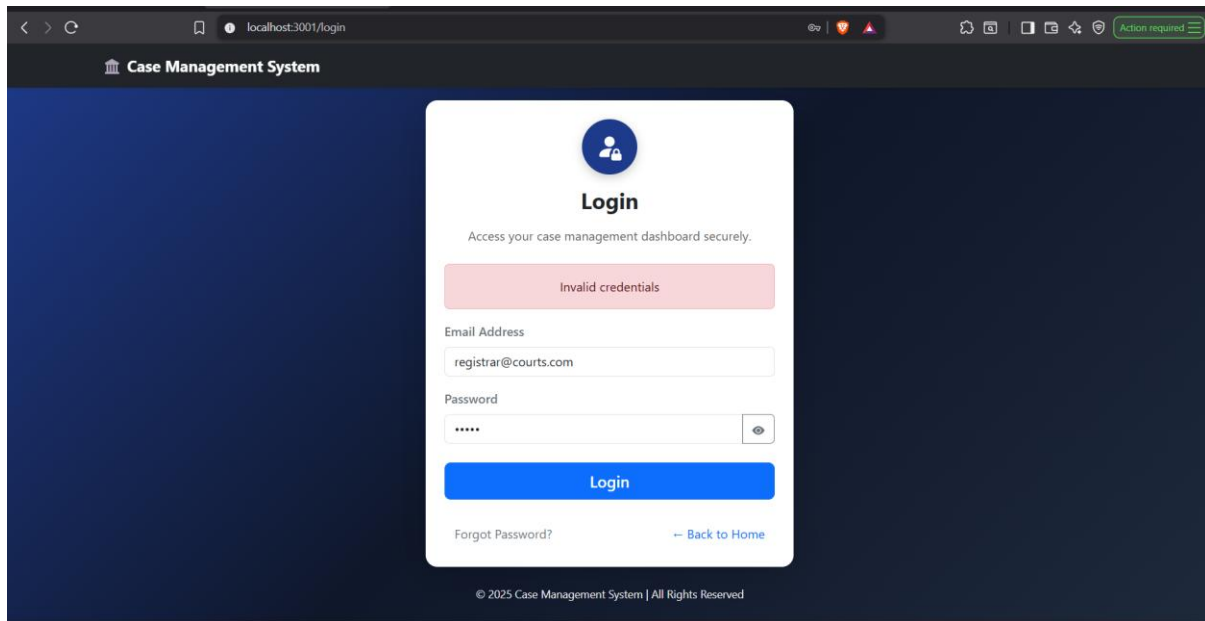 localhost:3001/login
Action required
Case Management System
Login
Access your case management dashboard securely.
Invalid credentials
Email Address
registrar@courts.com
Password
•••••
Login
Forgot Password? ← Back to Home
© 2025 Case Management System | All Rights Reserved